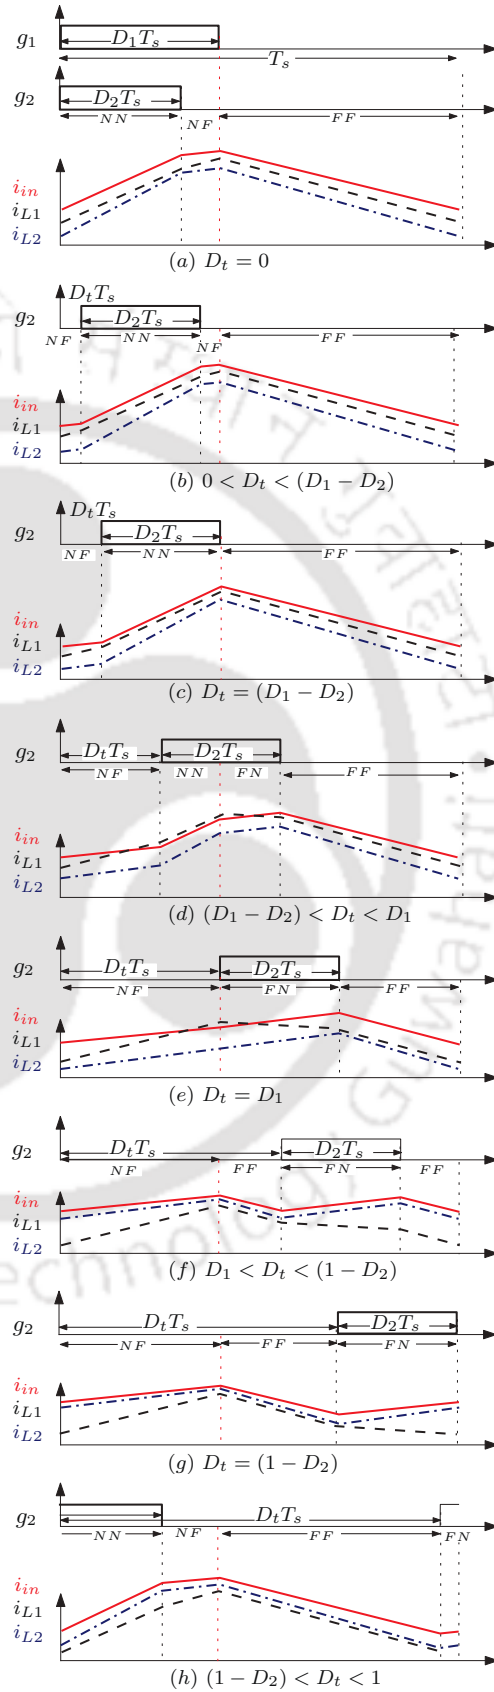 g1 D1Ts
Ts
g2 D2Ts
NN NF FF
iin
iL1
iL2
(a) Dt = 0
DtTs
g2 D2Ts
NF NN NF FF
iin
iL1
iL2
(b) 0 < Dt < (D1 − D2)
DtTs
g2 D2Ts
NF NN FF
iin
iL1
iL2
(c) Dt = (D1 − D2)
g2 DtTs D2Ts
NF NN FN FF
iin
iL1
iL2
(d) (D1 − D2) < Dt < D1
g2 DtTs D2Ts
NF FN FF
iin
iL1
iL2
(e) Dt = D1
g2 DtTs D2Ts
NF FF FN FF
iin
iL1
iL2
(f) D1 < Dt < (1 − D2)
g2 DtTs D2Ts
NF FF FN
iin
iL1
iL2
(g) Dt = (1 − D2)
g2 DtTs
NN NF FF FN
iin
iL1
iL2
(h) (1 − D2) < Dt < 1